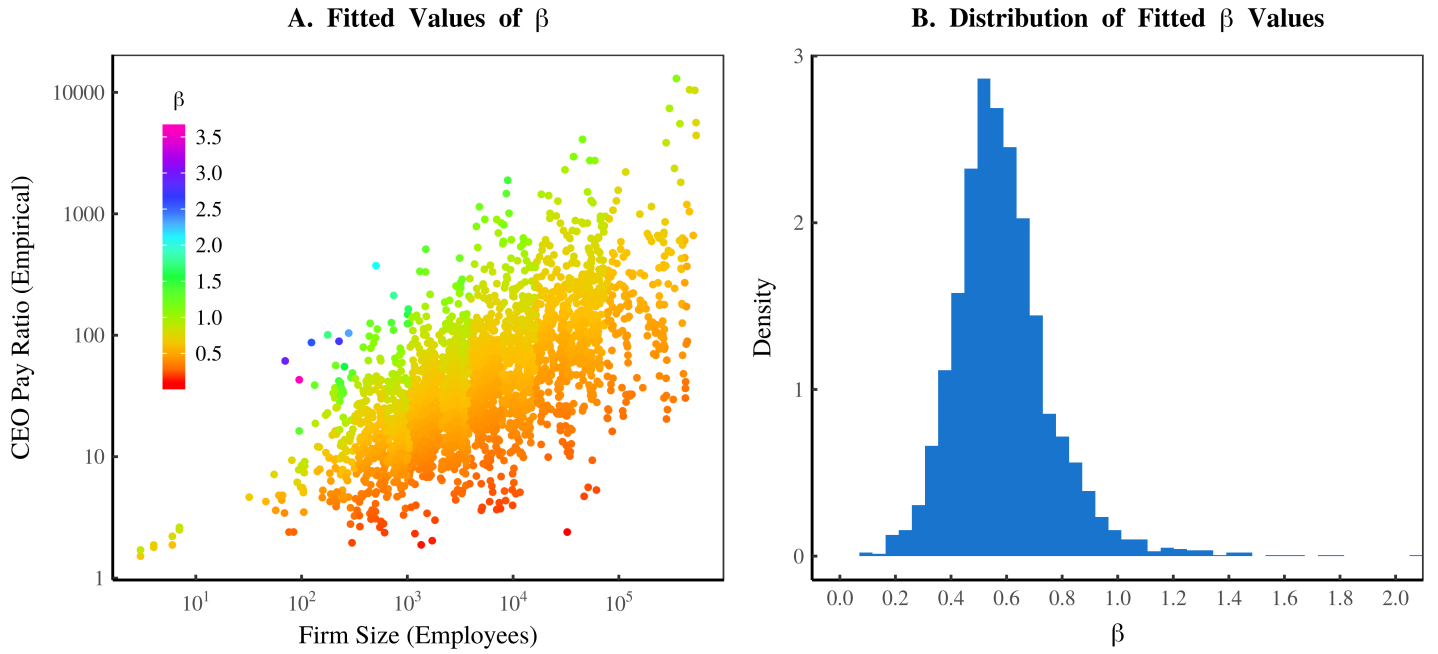 A. Fitted Values of β
CEO Pay Ratio (Empirical)
10000
1000
100
10
1
β
3.5
3.0
2.5
2.0
1.5
1.0
0.5
10¹
10²
10³
10⁴
10⁵
Firm Size (Employees)
B. Distribution of Fitted β Values
Density
3
2
1
0
0.0 0.2 0.4 0.6 0.8 1.0 1.2 1.4 1.6 1.8 2.0
β